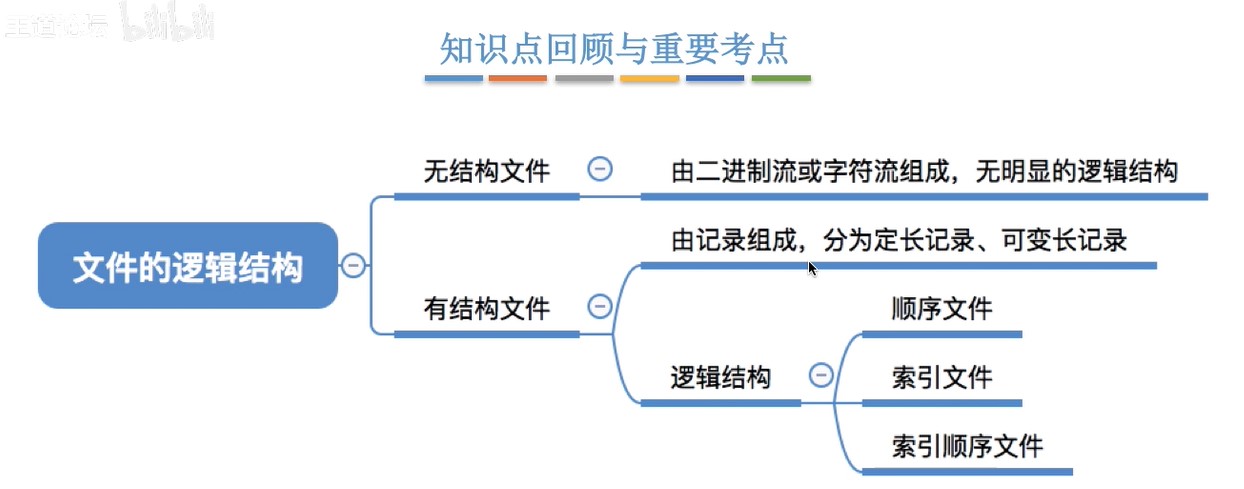 王道论坛 bilibili
知识点回顾与重要考点
无结构文件
由二进制流或字符流组成，无明显的逻辑结构
文件的逻辑结构
有结构文件
由记录组成，分为定长记录、可变长记录
逻辑结构
顺序文件
索引文件
索引顺序文件